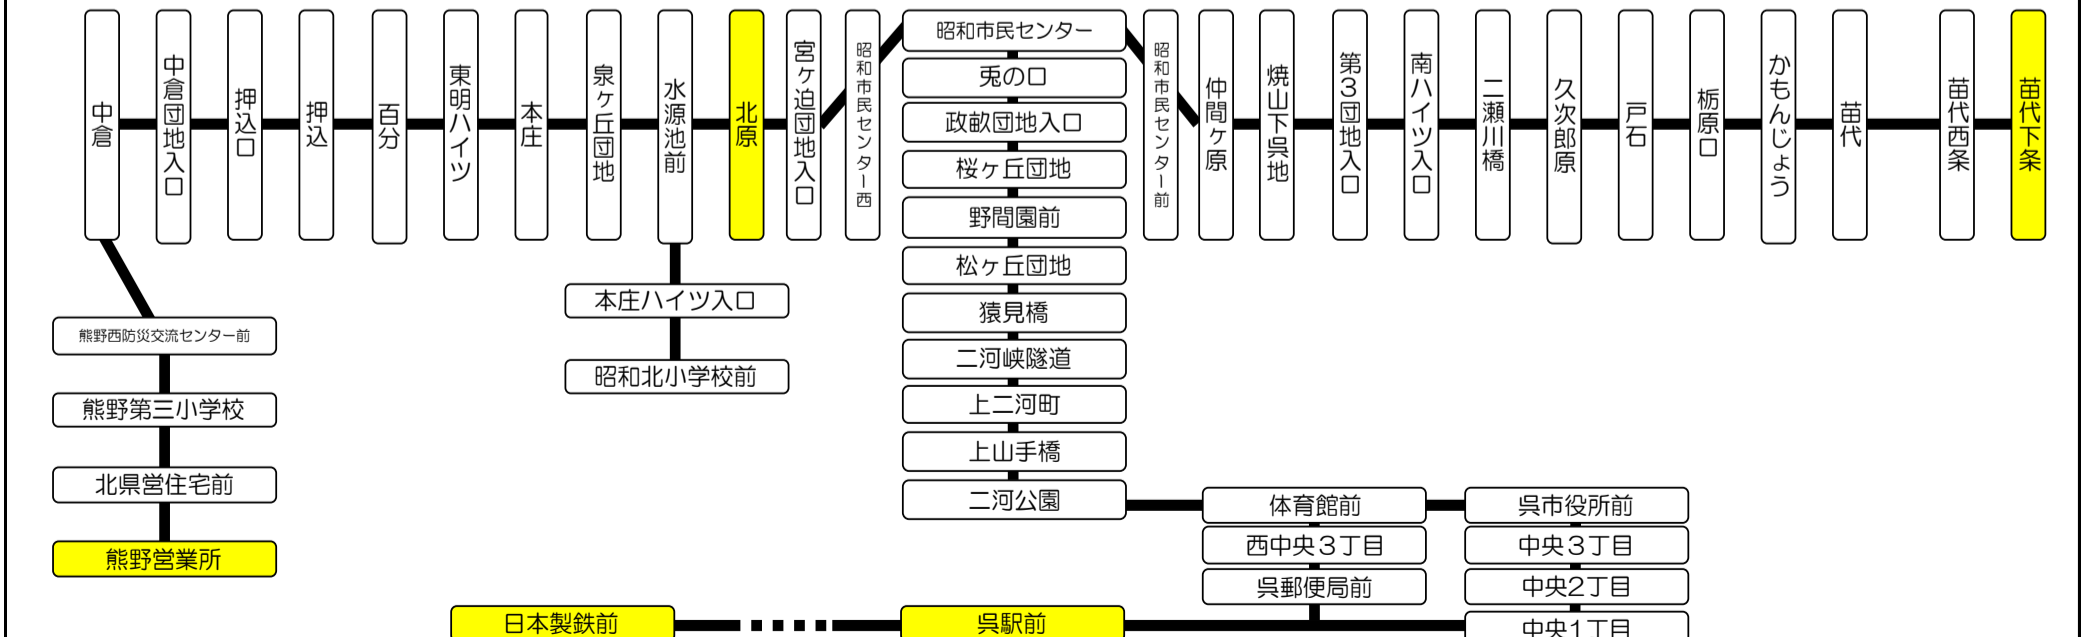 中倉
中倉団地入口
押込口
押込
百分
東明ハイツ
本庄
泉ヶ丘団地
水源池前
北原
宮ヶ迫団地入口
昭和市民センター西
昭和市民センター
兎の口
政畝団地入口
桜ヶ丘団地
野間園前
松ヶ丘団地
猿見橋
二河峡隧道
上二河町
上山手橋
二河公園
昭和市民センター前
仲間ヶ原
焼山下呉地
第3団地入口
南ハイツ入口
二瀬川橋
久次郎原
戸石
栃原口
かもんじょう
苗代
苗代西条
苗代下条
熊野西防災交流センター前
熊野第三小学校
北県営住宅前
熊野営業所
本庄ハイツ入口
昭和北小学校前
体育館前
西中央3丁目
呉郵便局前
呉市役所前
中央3丁目
中央2丁目
中央1丁目
日本製鉄前
呉駅前